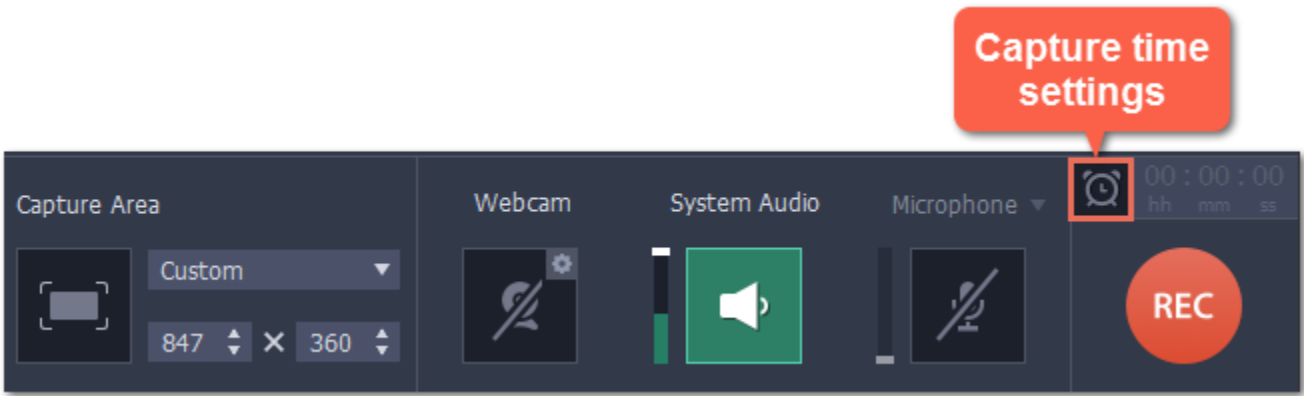 Capture time
settings
Capture Area
Webcam
System Audio
Microphone
00 : 00 : 00
hh mm ss
Custom
847 × 360
REC